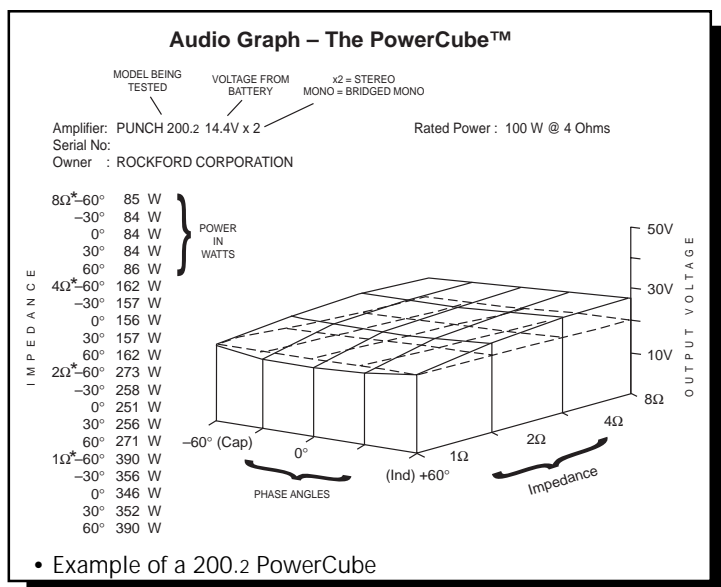 Audio Graph – The PowerCube™
MODEL BEING TESTED
VOLTAGE FROM BATTERY
x2 = STEREO
MONO = BRIDGED MONO
Amplifier: PUNCH 200.2 14.4V x 2
Rated Power : 100 W @ 4 Ohms
Serial No:
Owner : ROCKFORD CORPORATION
IMPEDANCE
8Ω*–60° 85 W
–30° 84 W
0° 84 W
30° 84 W
60° 86 W
4Ω*–60° 162 W
–30° 157 W
0° 156 W
30° 157 W
60° 162 W
2Ω*–60° 273 W
–30° 258 W
0° 251 W
30° 256 W
60° 271 W
1Ω*–60° 390 W
–30° 356 W
0° 346 W
30° 352 W
60° 390 W
POWER
IN
WATTS
50V
30V
10V
OUTPUT VOLTAGE
8Ω
4Ω
2Ω
1Ω
Impedance
–60° (Cap)
0°
(Ind) +60°
PHASE ANGLES
• Example of a 200.2 PowerCube